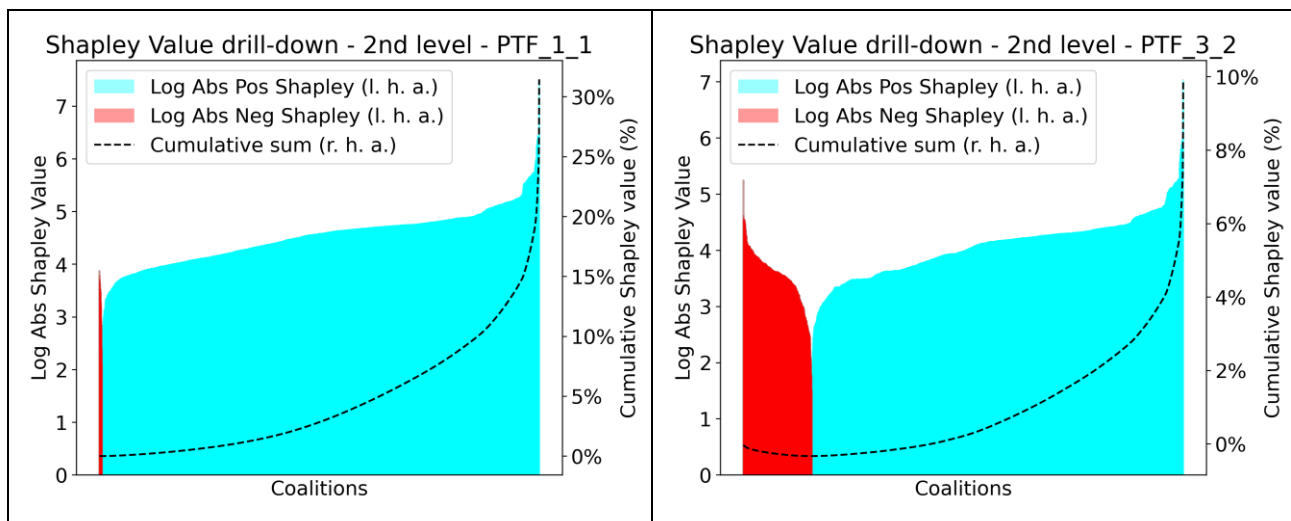 Shapley Value drill-down - 2nd level - PTF_1_1
Log Abs Pos Shapley (l. h. a.)
Log Abs Neg Shapley (l. h. a.)
Cumulative sum (r. h. a.)
Log Abs Shapley Value
7
6
5
4
3
2
1
0
30%
25%
20%
15%
10%
5%
0%
Cumulative Shapley value (%)
Coalitions
Shapley Value drill-down - 2nd level - PTF_3_2
Log Abs Pos Shapley (l. h. a.)
Log Abs Neg Shapley (l. h. a.)
Cumulative sum (r. h. a.)
Log Abs Shapley Value
7
6
5
4
3
2
1
0
10%
8%
6%
4%
2%
0%
Cumulative Shapley value (%)
Coalitions